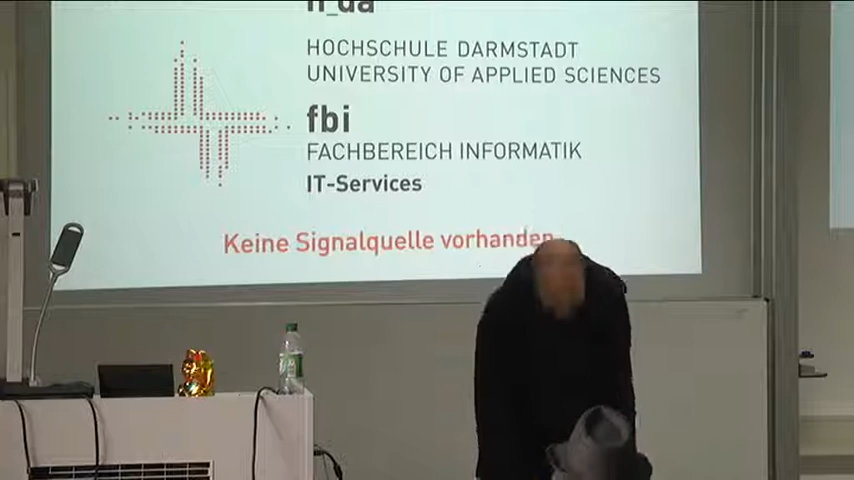 h_da
HOCHSCHULE DARMSTADT
UNIVERSITY OF APPLIED SCIENCES
fbi
FACHBEREICH INFORMATIK
IT-Services
Keine Signalquelle vorhanden